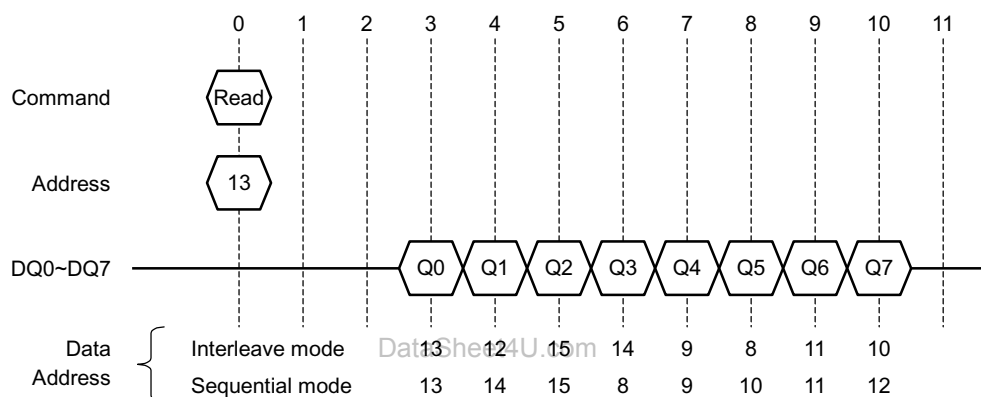 0 1 2 3 4 5 6 7 8 9 10 11
Command Read
Address 13
DQ0~DQ7 Q0 Q1 Q2 Q3 Q4 Q5 Q6 Q7
Data Interleave mode 13 12 15 14 9 8 11 10
DataSheet4U.com
Address Sequential mode 13 14 15 8 9 10 11 12